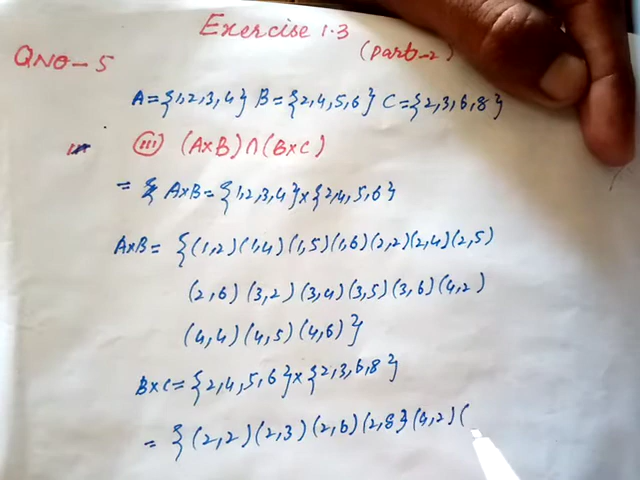 Exercise 1.3
(Part-2)
QNO-5
A={1,2,3,4} B={2,4,5,6} C={2,3,6,8}
(iii) (A×B)∩(B×C)
= { A×B={1,2,3,4}×{2,4,5,6}
A×B= {(1,2)(1,4)(1,5)(1,6)(2,2)(2,4)(2,5)
(2,6)(3,2)(3,4)(3,5)(3,6)(4,2)
(4,4)(4,5)(4,6)}
B×C={2,4,5,6}×{2,3,6,8}
= {(2,2)(2,3)(2,6)(2,8)(4,2)(